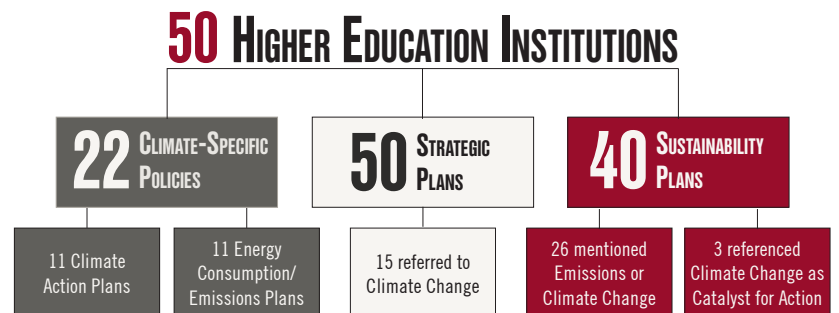 50 HIGHER EDUCATION INSTITUTIONS
22 CLIMATE-SPECIFIC
POLICIES
50 STRATEGIC
PLANS
40 SUSTAINABILITY
PLANS
11 Climate
Action Plans
11 Energy
Consumption/
Emissions Plans
15 referred to
Climate Change
26 mentioned
Emissions or
Climate Change
3 referenced
Climate Change as
Catalyst for Action